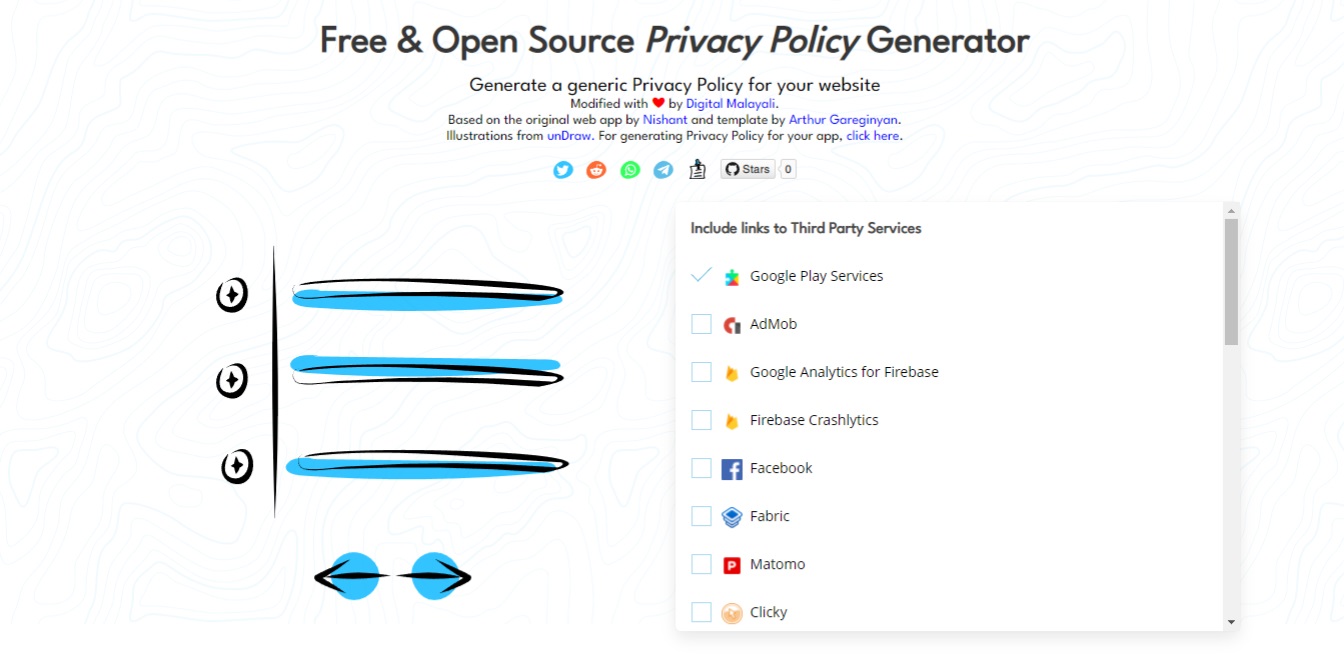 Free & Open Source Privacy Policy Generator
Generate a generic Privacy Policy for your website
Modified with ❤ by Digital Malayali.
Based on the original web app by Nishant and template by Arthur Gareginyan.
Illustrations from unDraw. For generating Privacy Policy for your app, click here.
Stars 0
Include links to Third Party Services
Google Play Services
AdMob
Google Analytics for Firebase
Firebase Crashlytics
Facebook
Fabric
Matomo
Clicky